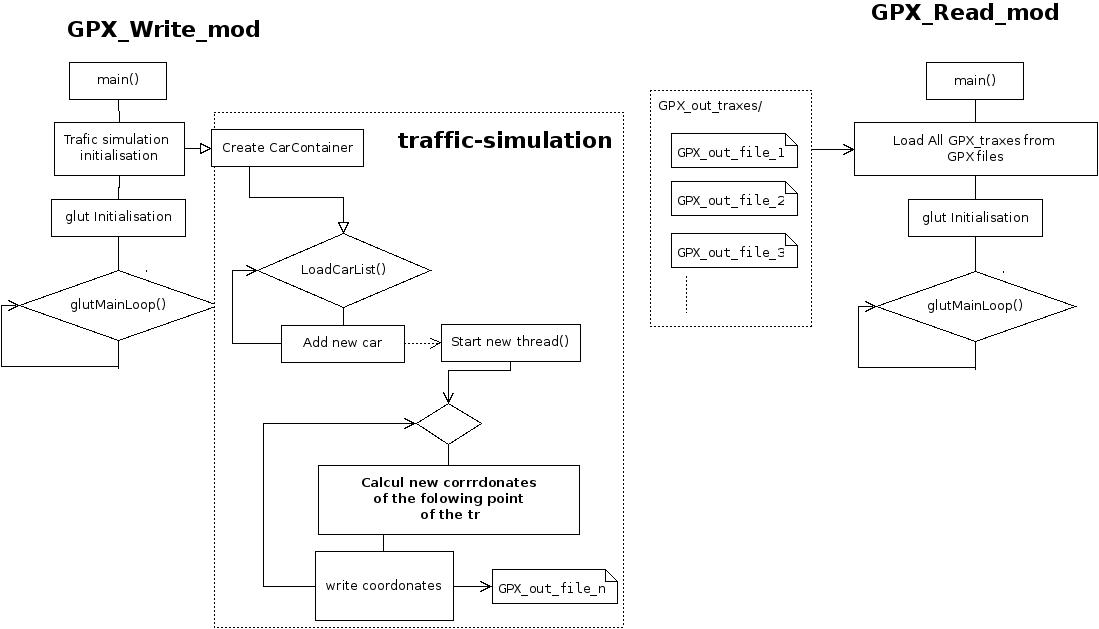 GPX_Write_mod
main()
Trafic simulation
initialisation
glut Initialisation
glutMainLoop()
traffic-simulation
Create CarContainer
LoadCarList()
Add new car
Start new thread()
Calcul new corrrdonates
of the folowing point
of the tr
write coordonates
GPX_out_file_n
GPX_out_traxes/
GPX_out_file_1
GPX_out_file_2
GPX_out_file_3
GPX_Read_mod
main()
Load All GPX_traxes from
GPX files
glut Initialisation
glutMainLoop()